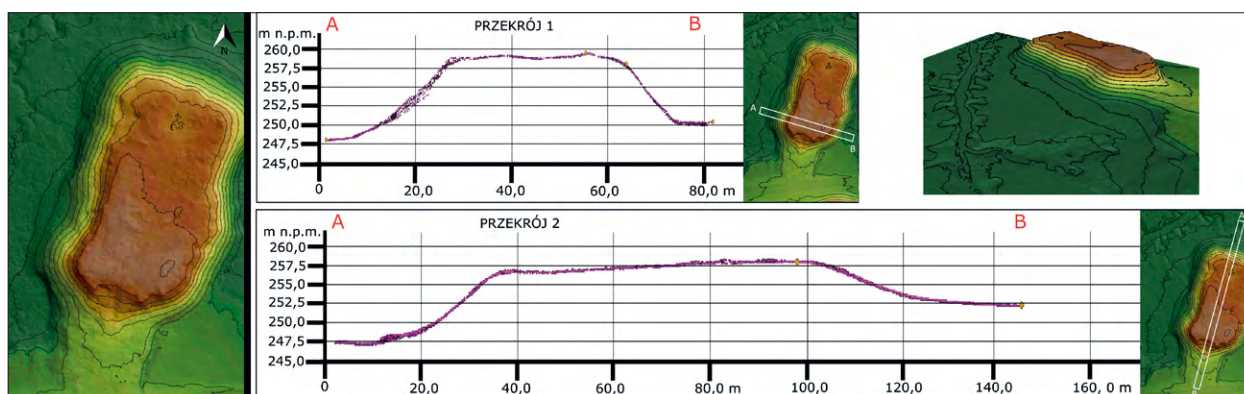 N
A PRZEKRÓJ 1 B
m n.p.m.
260,0
257,5
255,0
252,5
250,0
247,5
245,0
0 20,0 40,0 60,0 80,0 m
A
B
A PRZEKRÓJ 2 B
m n.p.m.
260,0
257,5
255,0
252,5
250,0
247,5
245,0
0 20,0 40,0 60,0 80,0 m 100,0 120,0 140,0 160, 0 m